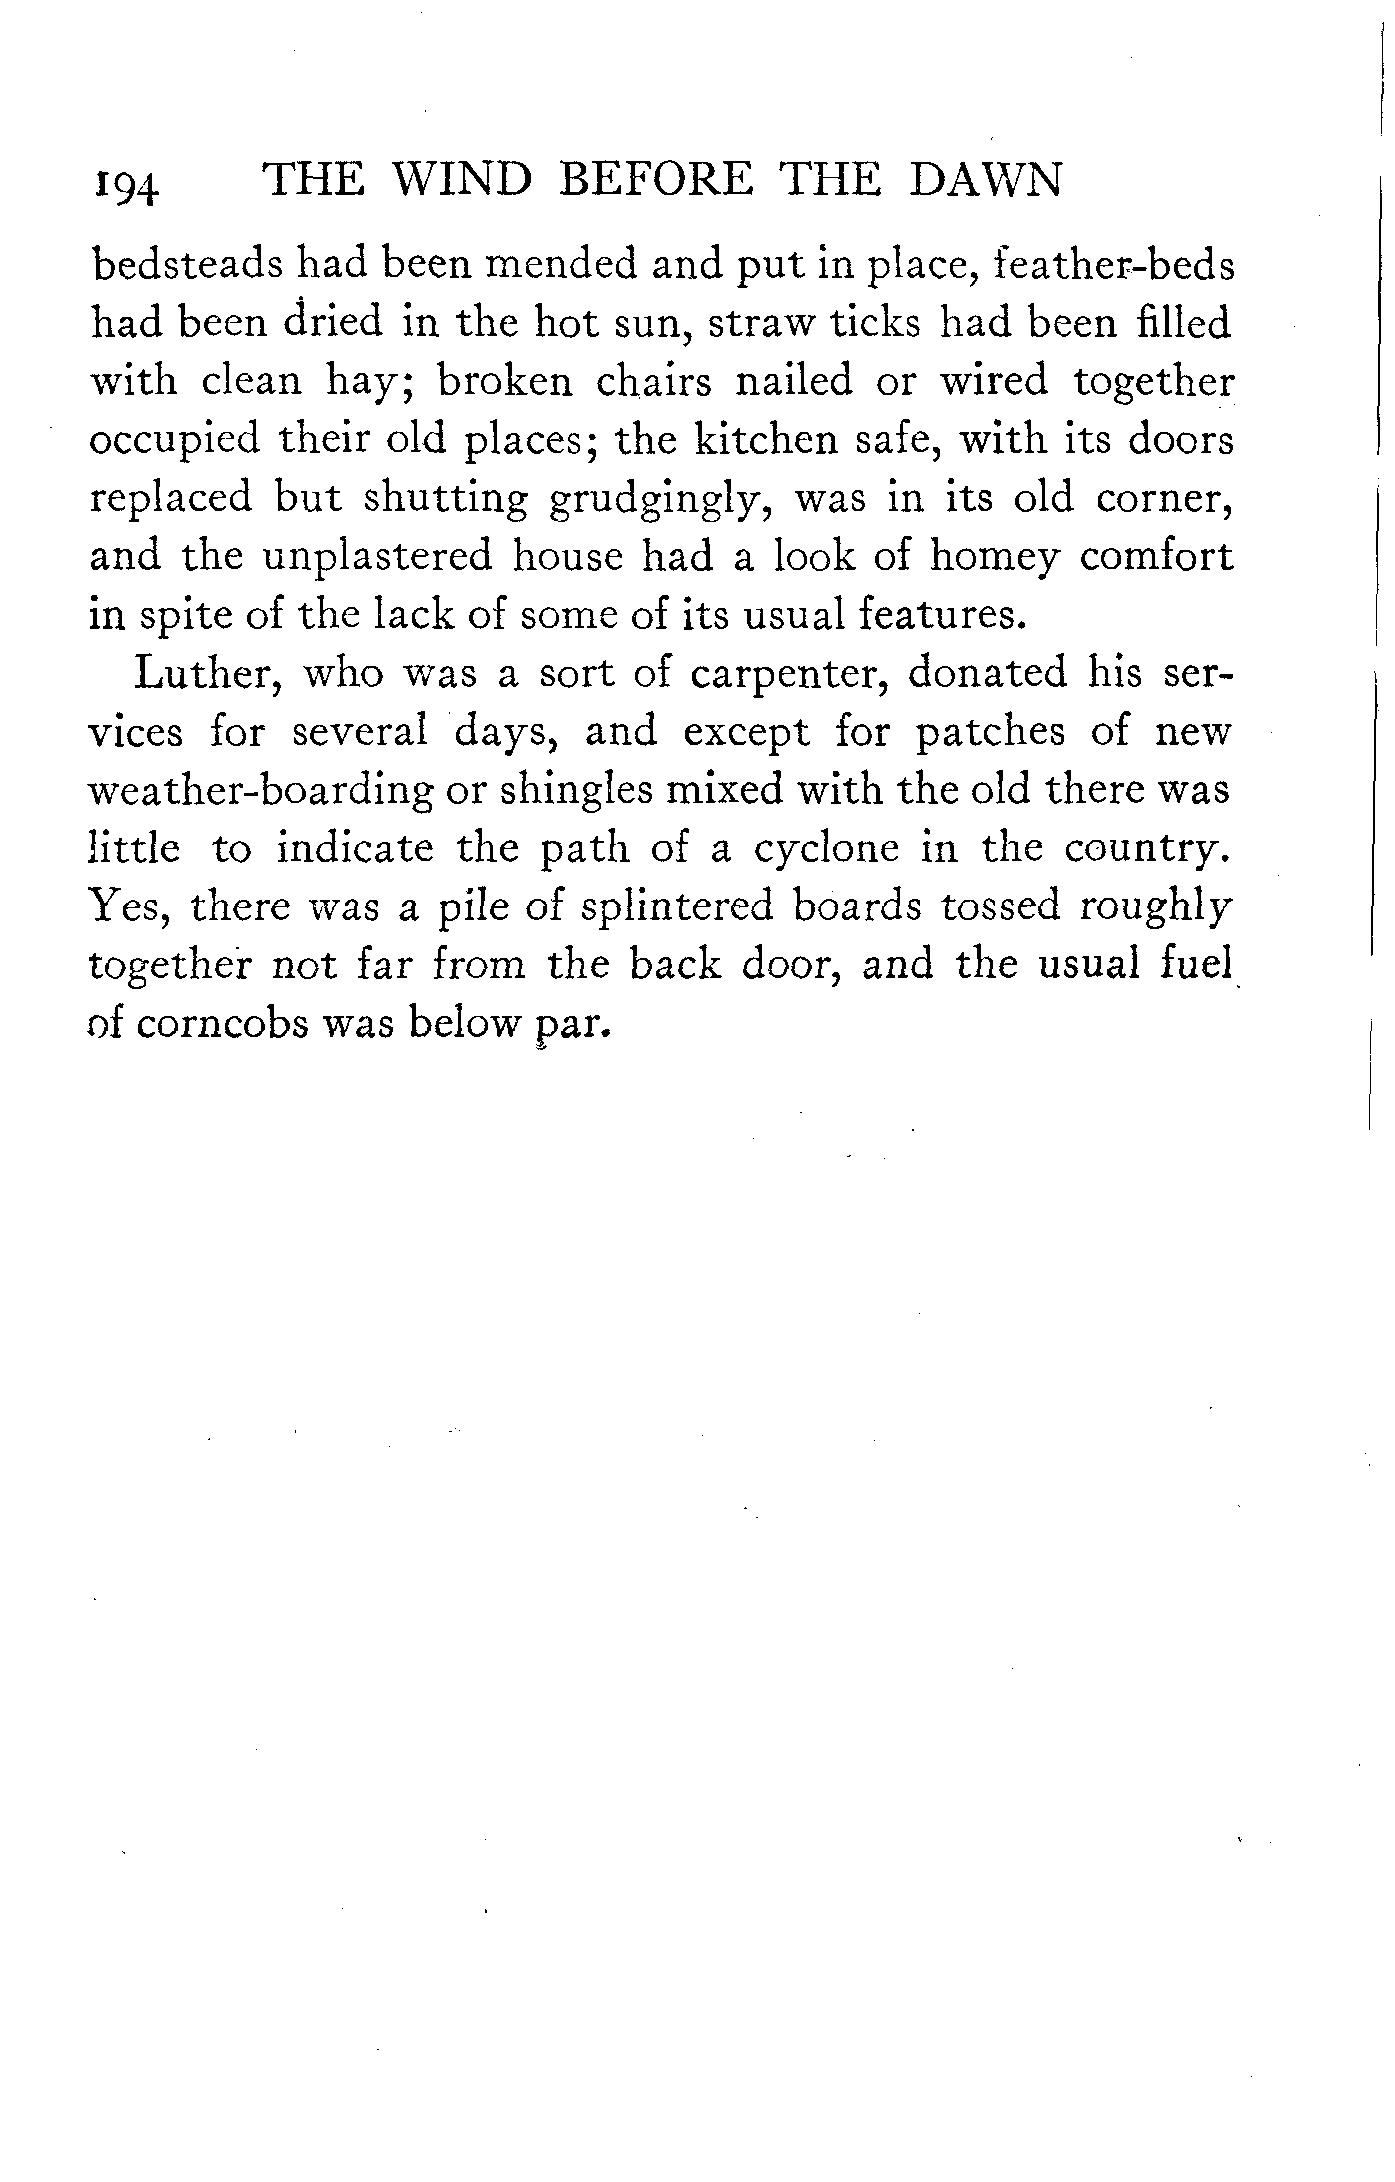 194 THE WIND BEFORE THE DAWN
bedsteads had been mended and put in place, feather-beds
had been dried in the hot sun, straw ticks had been filled
with clean hay; broken chairs nailed or wired together
occupied their old places; the kitchen safe, with its doors
replaced but shutting grudgingly, was in its old corner,
and the unplastered house had a look of homey comfort
in spite of the lack of some of its usual features.
Luther, who was a sort of carpenter, donated his ser-
vices for several days, and except for patches of new
weather-boarding or shingles mixed with the old there was
little to indicate the path of a cyclone in the country.
Yes, there was a pile of splintered boards tossed roughly
together not far from the back door, and the usual fuel
of corncobs was below par.